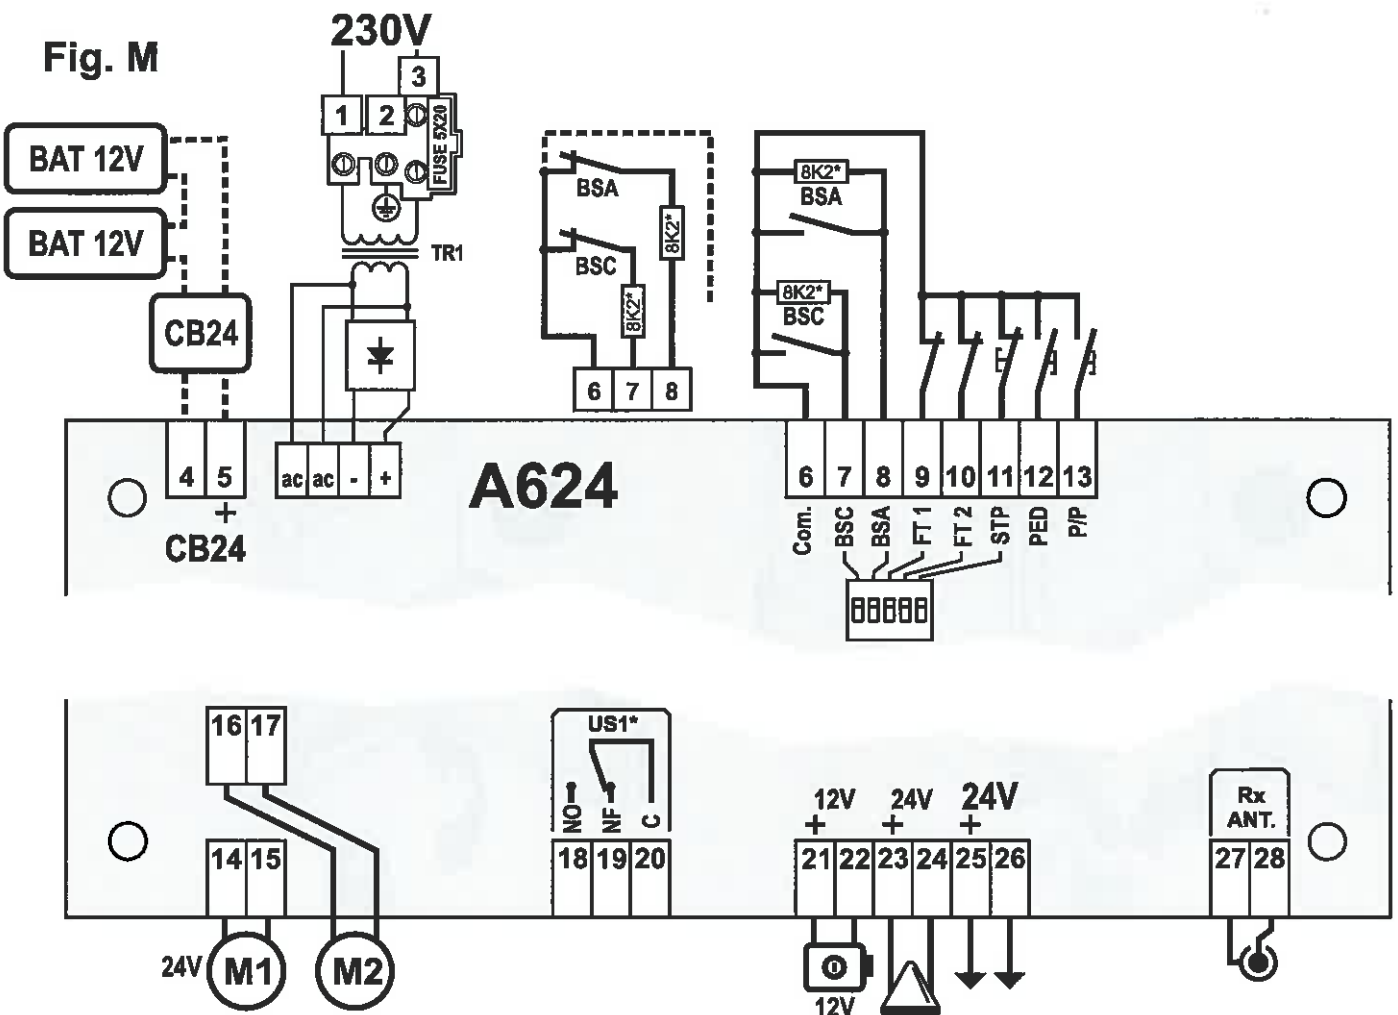 230V
Fig. M
3
1 2
FUSE 5X20
BAT 12V
BAT 12V
TR1
CB24
BSA
8K2*
BSC
8K2*
6 7 8
8K2*
BSA
8K2*
BSC
4 5
+
CB24
ac ac - +
A624
6 7 8 9 10 11 12 13
Com. BSC BSA FT 1 FT 2 STP PED P/P
16 17
14 15
24V M1 M2
US1*
NO NF C
18 19 20
12V 24V 24V
+ + +
21 22 23 24 25 26
12V
Rx
ANT.
27 28